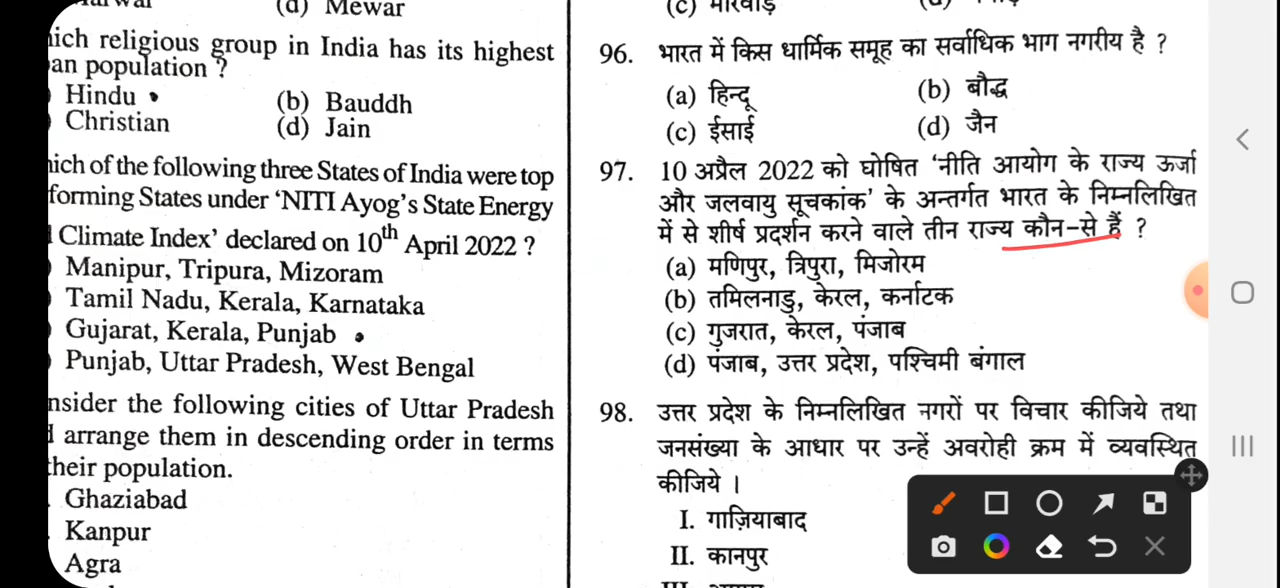 (d) Mewar
religious group in India has its highest
population ?
Hindu
(b) Bauddh
Christian
(d) Jain
of the following three States of India were top
States under 'NITI Ayog's State Energy
Climate Index' declared on 10th April 2022 ?
Manipur, Tripura, Mizoram
Tamil Nadu, Kerala, Karnataka
Gujarat, Kerala, Punjab
Punjab, Uttar Pradesh, West Bengal
the following cities of Uttar Pradesh
arrange them in descending order in terms
their population.
Ghaziabad
Kanpur
Agra
(c) मारवाड़
96. भारत में किस धार्मिक समूह का सर्वाधिक भाग नगरीय है ?
(a) हिन्दू
(b) बौद्ध
(c) ईसाई
(d) जैन
97. 10 अप्रैल 2022 को घोषित 'नीति आयोग के राज्य ऊर्जा
और जलवायु सूचकांक' के अन्तर्गत भारत के निम्नलिखित
में से शीर्ष प्रदर्शन करने वाले तीन राज्य कौन-से हैं ?
(a) मणिपुर, त्रिपुरा, मिजोरम
(b) तमिलनाडु, केरल, कर्नाटक
(c) गुजरात, केरल, पंजाब
(d) पंजाब, उत्तर प्रदेश, पश्चिमी बंगाल
98. उत्तर प्रदेश के निम्नलिखित नगरों पर विचार कीजिये तथा
जनसंख्या के आधार पर उन्हें अवरोही क्रम में व्यवस्थित
कीजिये ।
I. गाज़ियाबाद
II. कानपुर